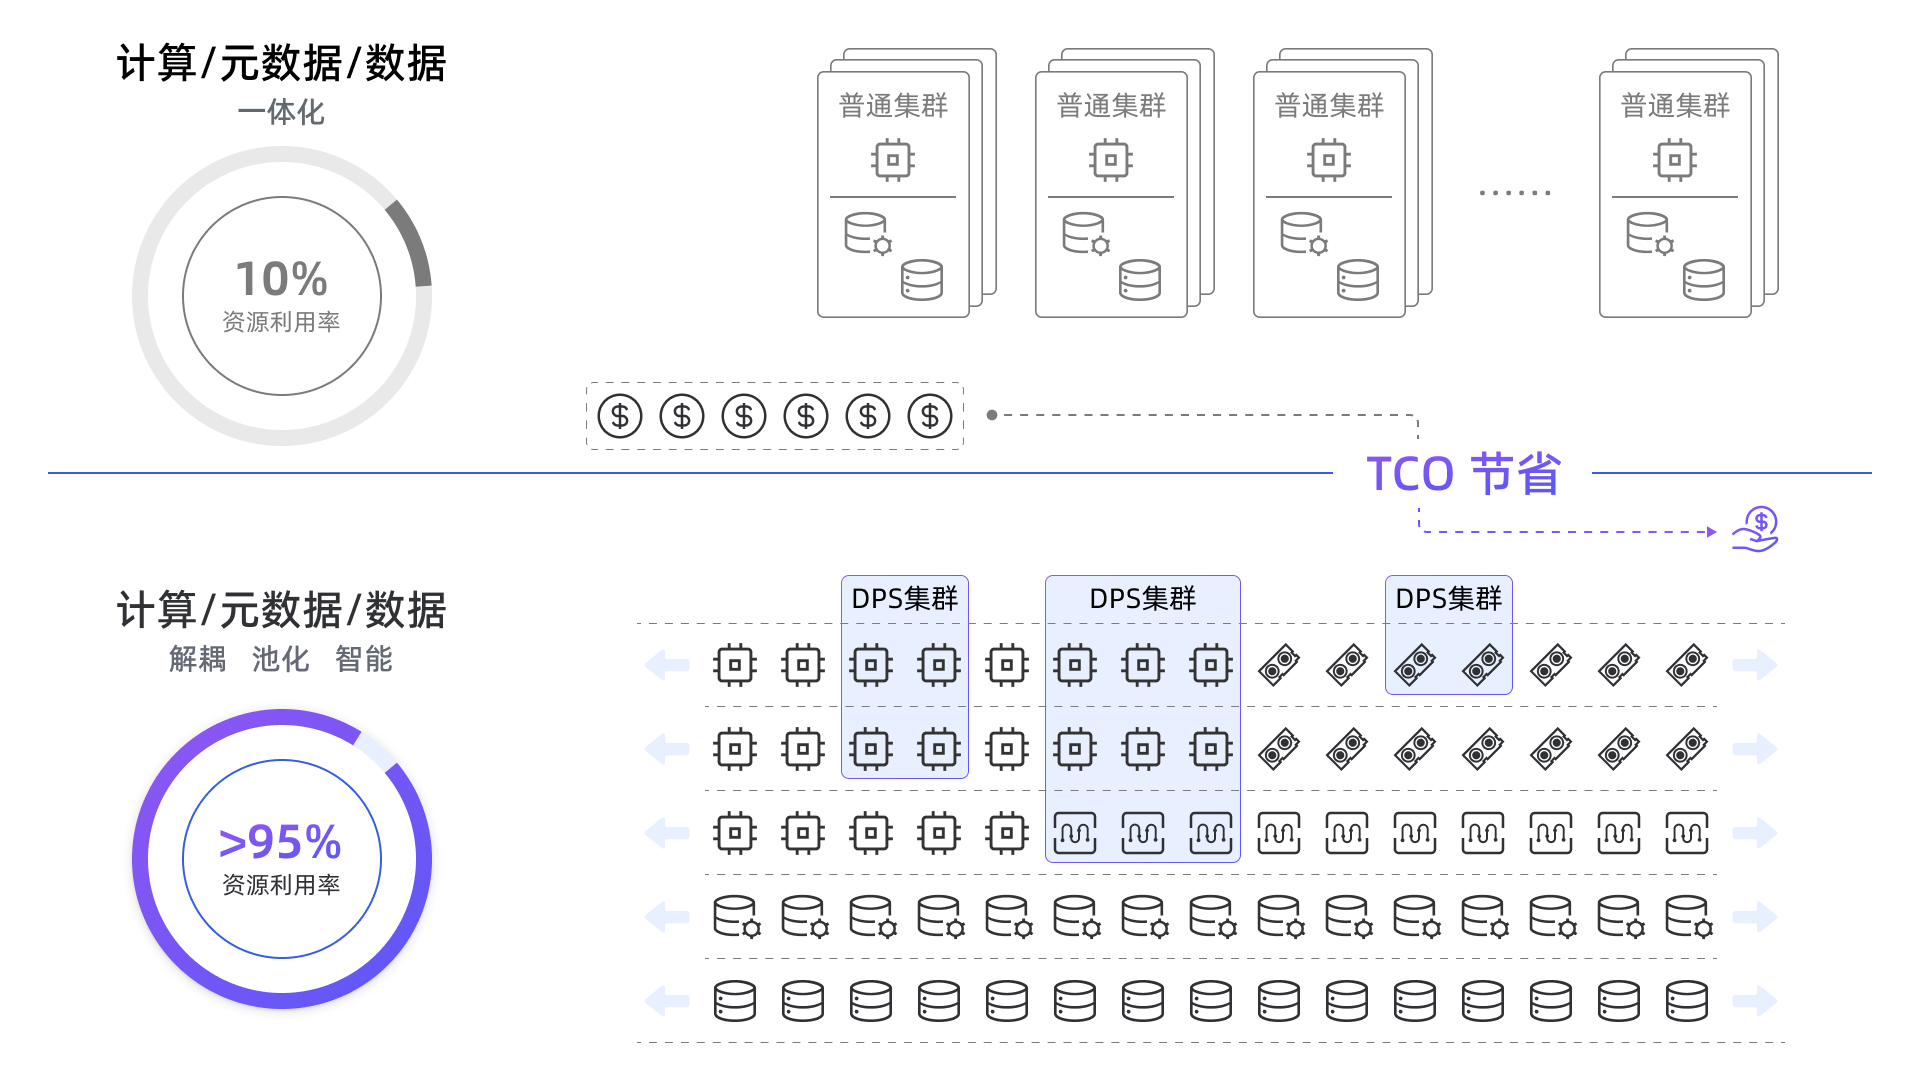 计算/元数据/数据
一体化
10%
资源利用率
普通集群
普通集群
普通集群
......
普通集群
TCO 节省
计算/元数据/数据
解耦 池化 智能
>95%
资源利用率
DPS集群
DPS集群
DPS集群